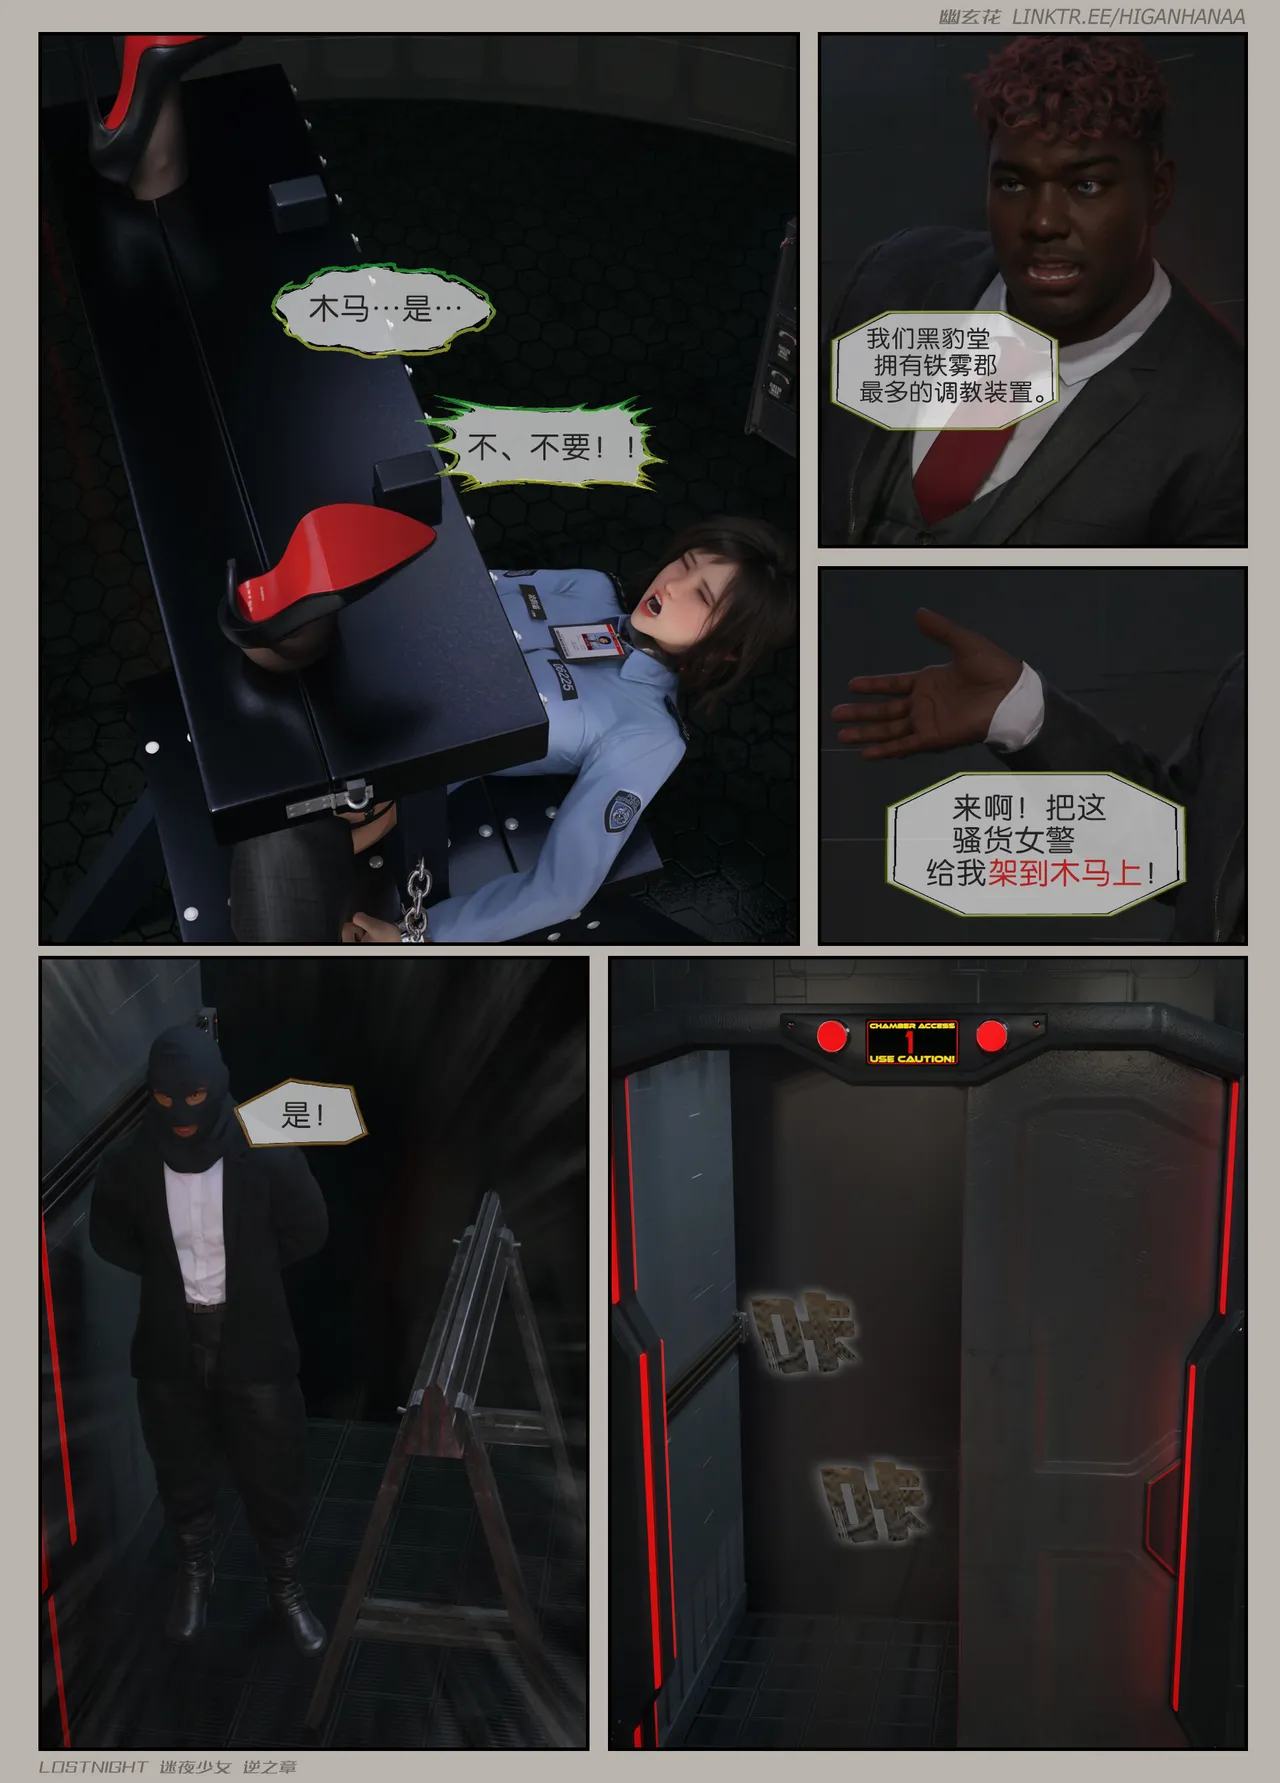 幽玄花 LINKTR.EE/HIGANHANAA
木马…是…
不、不要！！
06225
我们黑豹堂
拥有铁雾郡
最多的调教装置。
来啊！把这
骚货女警
给我架到木马上！
是！
CHAMBER ACCESS
1
USE CAUTION!
咔
咔
LOSTNIGHT 迷夜少女 逆之章